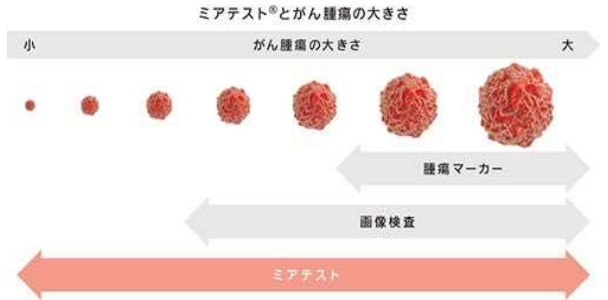 ミアテスト®とがん腫瘍の大きさ
小 がん腫瘍の大きさ 大
腫瘍マーカー
画像検査
ミアテスト